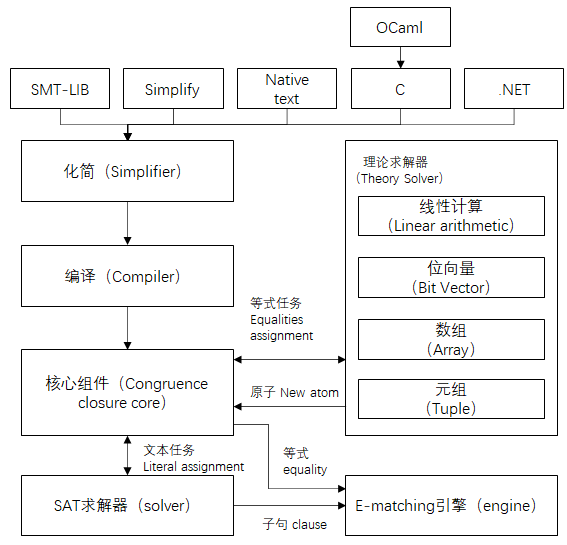 OCaml
SMT-LIB
Simplify
Native
text
C
.NET
化简（Simplifier）
理论求解器
（Theory Solver）
线性计算
（Linear arithmetic）
编译（Compiler）
位向量
（Bit Vector）
等式任务
Equalities
assignment
数组
（Array）
核心组件（Congruence
closure core）
原子 New atom
元组
（Tuple）
文本任务
Literal assignment
等式
equality
SAT求解器（solver）
子句 clause
E-matching引擎（engine）